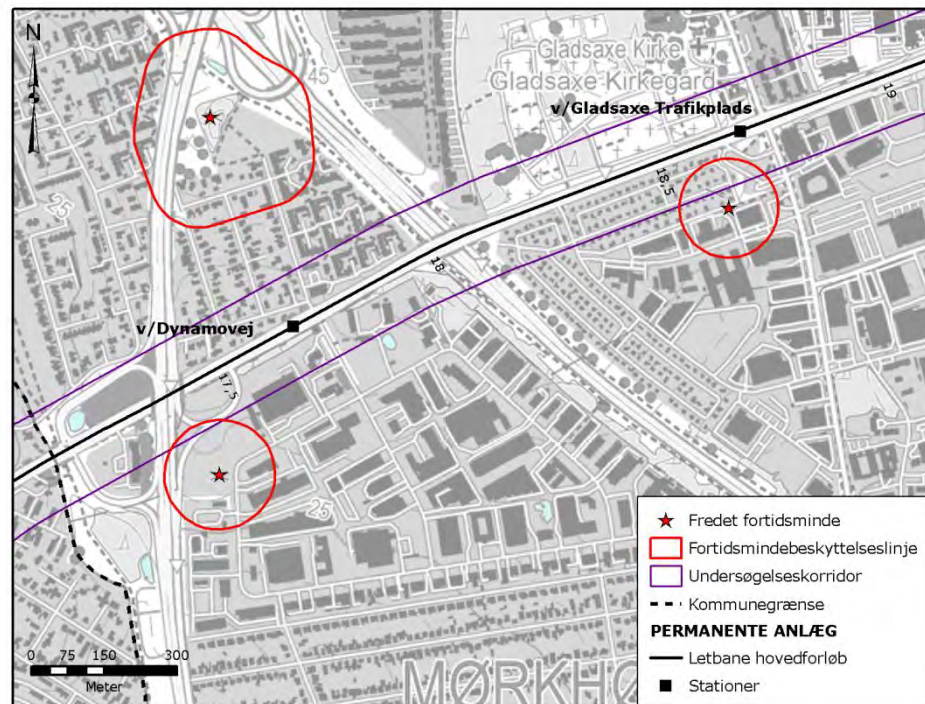 N
45
Gladsaxe Kirke
Gladsaxe Kirkegård
v/Gladsaxe Trafikplads
19
18,5
25
18
v/Dynamovej
17,5
25
MØRKHØ
Fredet fortidsminde
Fortidsmindebeskyttelseslinje
Undersøgelseskorridor
Kommunegrænse
PERMANENTE ANLÆG
Letbane hovedforløb
Stationer
0 75 150 300
Meter